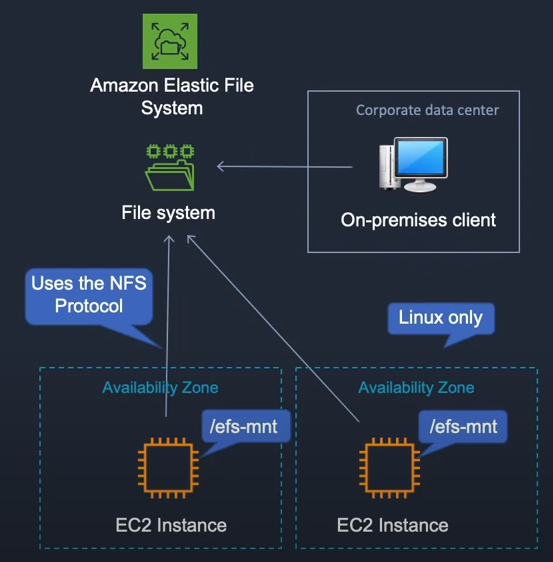 Amazon Elastic File
System
Corporate data center
File system
On-premises client
Uses the NFS
Protocol
Linux only
Availability Zone
Availability Zone
/efs-mnt
/efs-mnt
EC2 Instance
EC2 Instance